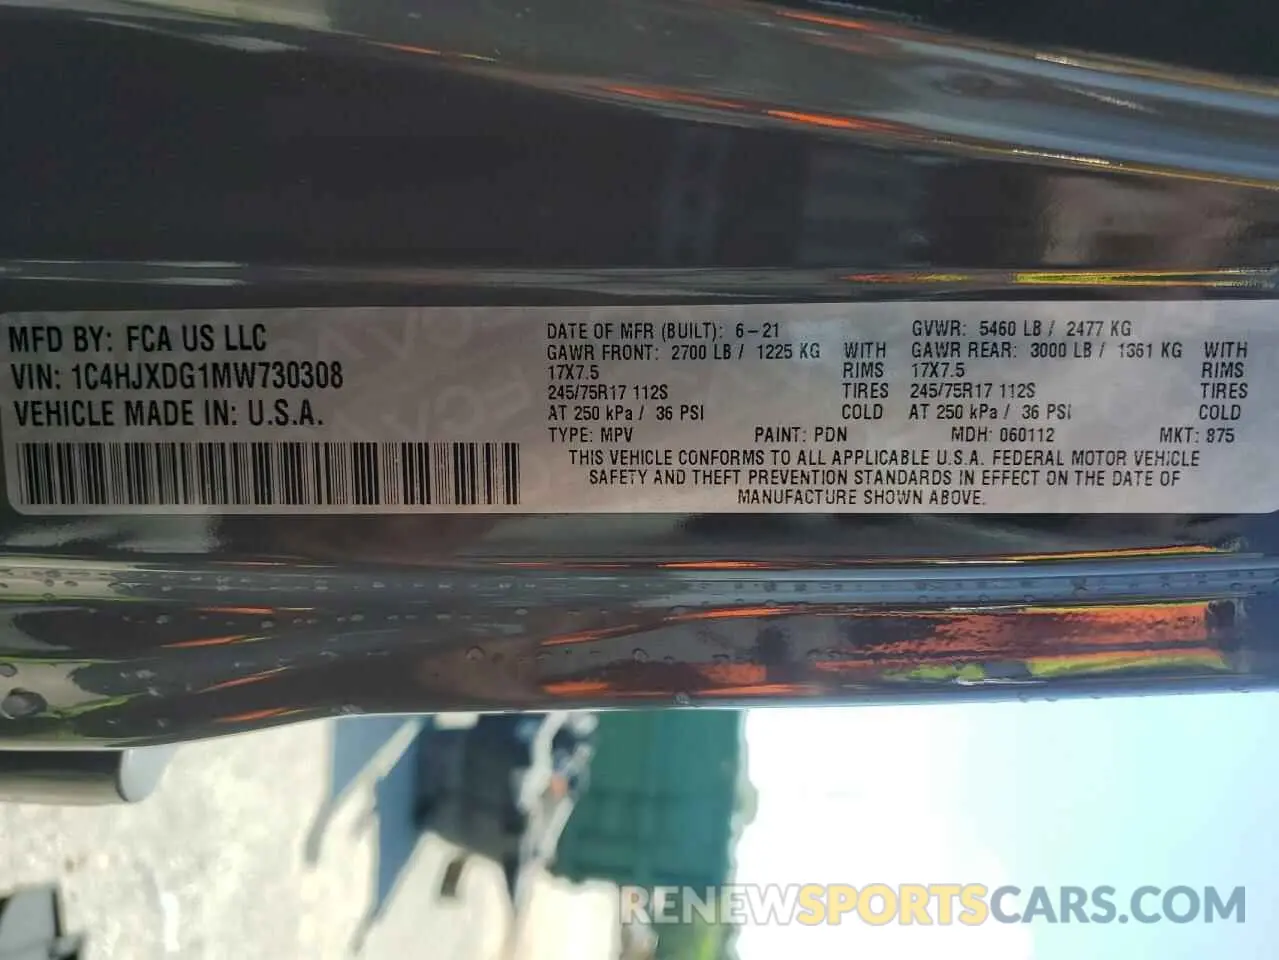 MFD BY: FCA US LLC
VIN: 1C4HJXDG1MW730308
VEHICLE MADE IN: U.S.A.
DATE OF MFR (BUILT): 6-21 GVWR: 5460 LB / 2477 KG
GAWR FRONT: 2700 LB / 1225 KG WITH GAWR REAR: 3000 LB / 1361 KG WITH
17X7.5 RIMS 17X7.5 RIMS
245/75R17 112S TIRES 245/75R17 112S TIRES
AT 250 kPa / 36 PSI COLD AT 250 kPa / 36 PSI COLD
TYPE: MPV PAINT: PDN MDH: 060112 MKT: 875
THIS VEHICLE CONFORMS TO ALL APPLICABLE U.S.A. FEDERAL MOTOR VEHICLE
SAFETY AND THEFT PREVENTION STANDARDS IN EFFECT ON THE DATE OF
MANUFACTURE SHOWN ABOVE.
RENEWSPORTSCARS.COM